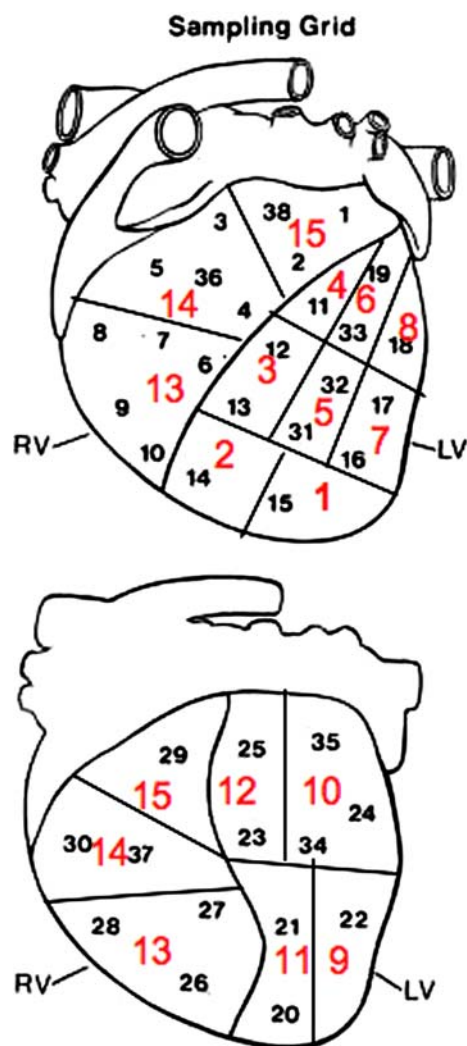 Sampling Grid
3 38 1
15
5 36 2 4 19
14 4 11 6 8
8 7 6 12 33 18
3 32
13 5 17
9 13 31 7
RV 10 2 16 LV
14 15 1
29 25 35
15 12 10
23 24
30 14 37 34
28 27 21 22
13 11 9
RV 26 20 LV